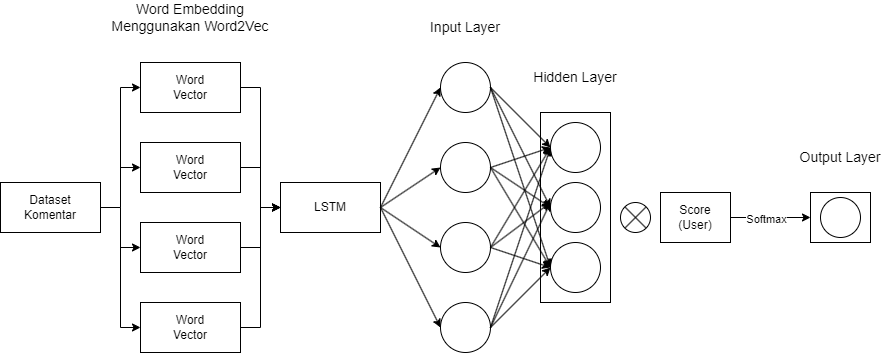 Word Embedding
Menggunakan Word2Vec
Input Layer
Hidden Layer
Output Layer
Dataset
Komentar
Word
Vector
Word
Vector
Word
Vector
Word
Vector
LSTM
Score
(User)
Softmax